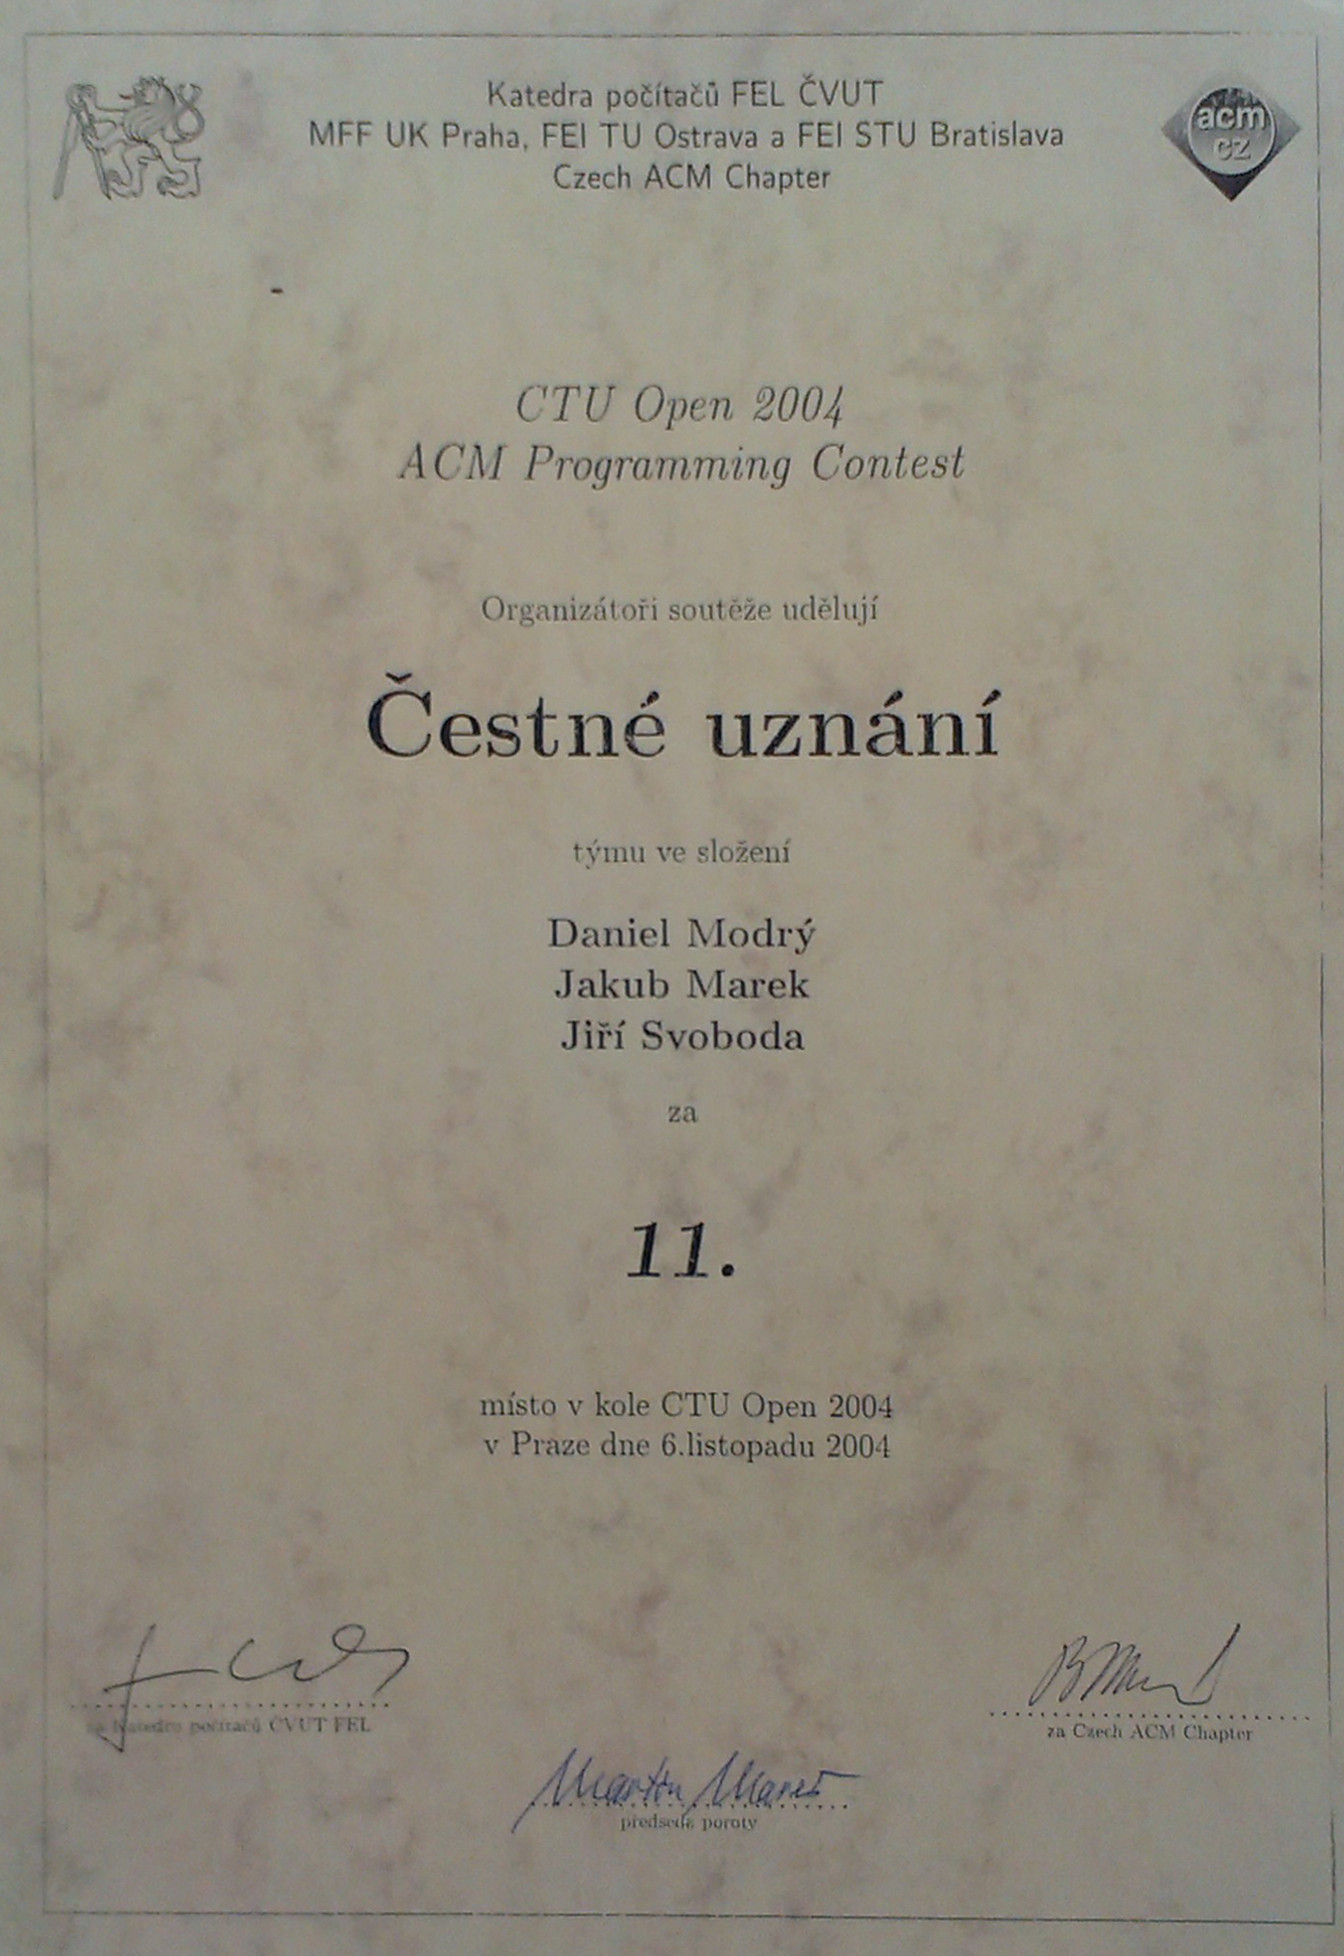 Katedra počítačů FEL ČVUT
MFF UK Praha, FEI TU Ostrava a FEI STU Bratislava
Czech ACM Chapter
acm
cz
CTU Open 2004
ACM Programming Contest
Organizátoři soutěže udělují
Čestné uznání
týmu ve složení
Daniel Modrý
Jakub Marek
Jiří Svoboda
za
11.
místo v kole CTU Open 2004
v Praze dne 6.listopadu 2004
za Katedru počítačů ČVUT FEL
za Czech ACM Chapter
Martin Mareš
předseda poroty